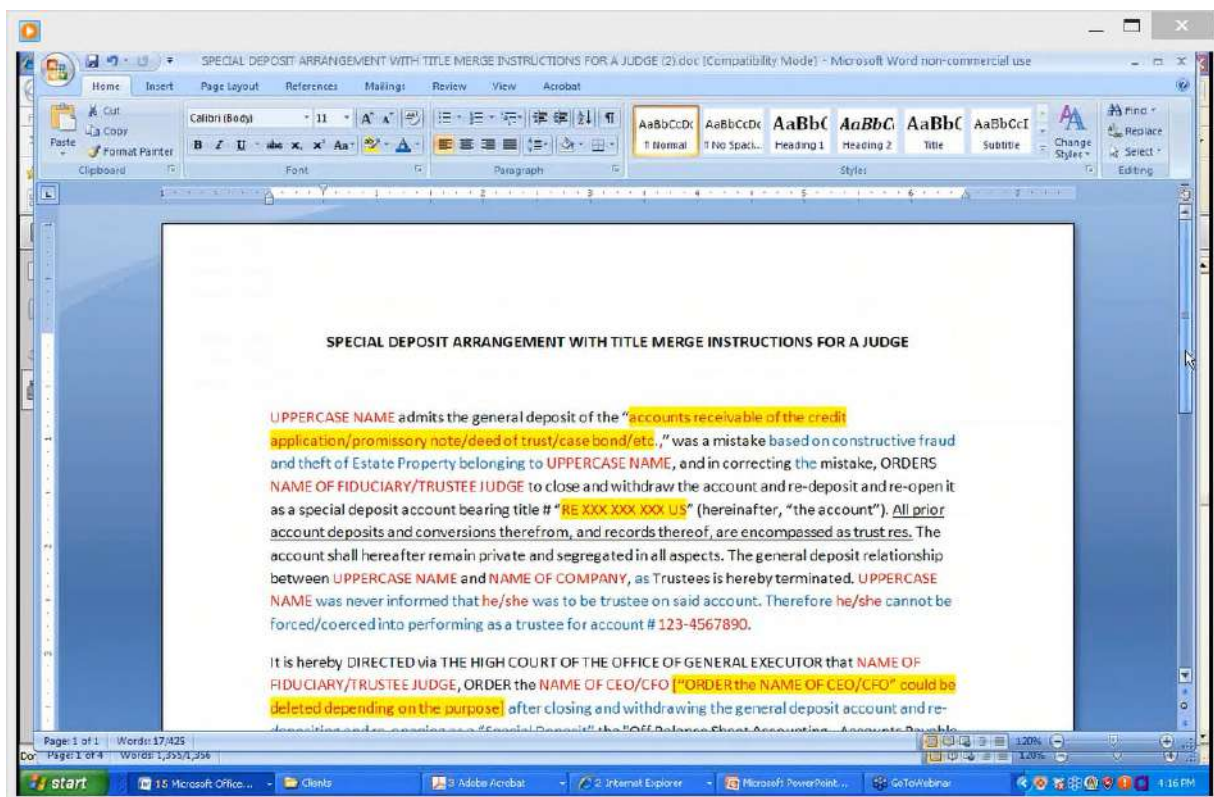 SPECIAL DEPOSIT ARRANGEMENT WITH TITLE MERGE INSTRUCTIONS FOR A JUDGE (2).doc [Compatibility Mode] - Microsoft Word non-commercial use
Home Insert Page Layout References Mailings Review View Acrobat
Cut
Copy
Format Painter
Paste
Calibri (Body) 11
AaBbCcDc AaBbCcDc AaBbC AaBbC AaBbC AaBbCcI
¶ Normal ¶ No Spaci... Heading 1 Heading 2 Title Subtitle
Change Styles
Find
Replace
Select
Clipboard Font Paragraph Styles Editing
SPECIAL DEPOSIT ARRANGEMENT WITH TITLE MERGE INSTRUCTIONS FOR A JUDGE
UPPERCASE NAME admits the general deposit of the “accounts receivable of the credit
application/promissory note/deed of trust/case bond/etc.,” was a mistake based on constructive fraud
and theft of Estate Property belonging to UPPERCASE NAME, and in correcting the mistake, ORDERS
NAME OF FIDUCIARY/TRUSTEE JUDGE to close and withdraw the account and re-deposit and re-open it
as a special deposit account bearing title # “RE XXX XXX XXX US” (hereinafter, “the account”). All prior
account deposits and conversions therefrom, and records thereof, are encompassed as trust res. The
account shall hereafter remain private and segregated in all aspects. The general deposit relationship
between UPPERCASE NAME and NAME OF COMPANY, as Trustees is hereby terminated. UPPERCASE
NAME was never informed that he/she was to be trustee on said account. Therefore he/she cannot be
forced/coerced into performing as a trustee for account # 123-4567890.
It is hereby DIRECTED via THE HIGH COURT OF THE OFFICE OF GENERAL EXECUTOR that NAME OF
FIDUCIARY/TRUSTEE JUDGE, ORDER the NAME OF CEO/CFO [“ORDER the NAME OF CEO/CFO” could be
deleted depending on the purpose] after closing and withdrawing the general deposit account and re-
depositing and re-opening as a “Special Deposit” the “Off Balance Sheet Accounting - Accounts Payable
Page: 1 of 1 Words: 17/425 120%
Page: 1 of 4 Words: 1,355/1,356 120%
start 15 Microsoft Office... Clients 3 Adobe Acrobat 2 Internet Explorer Microsoft PowerPoint... GoToWebinar 4:16 PM